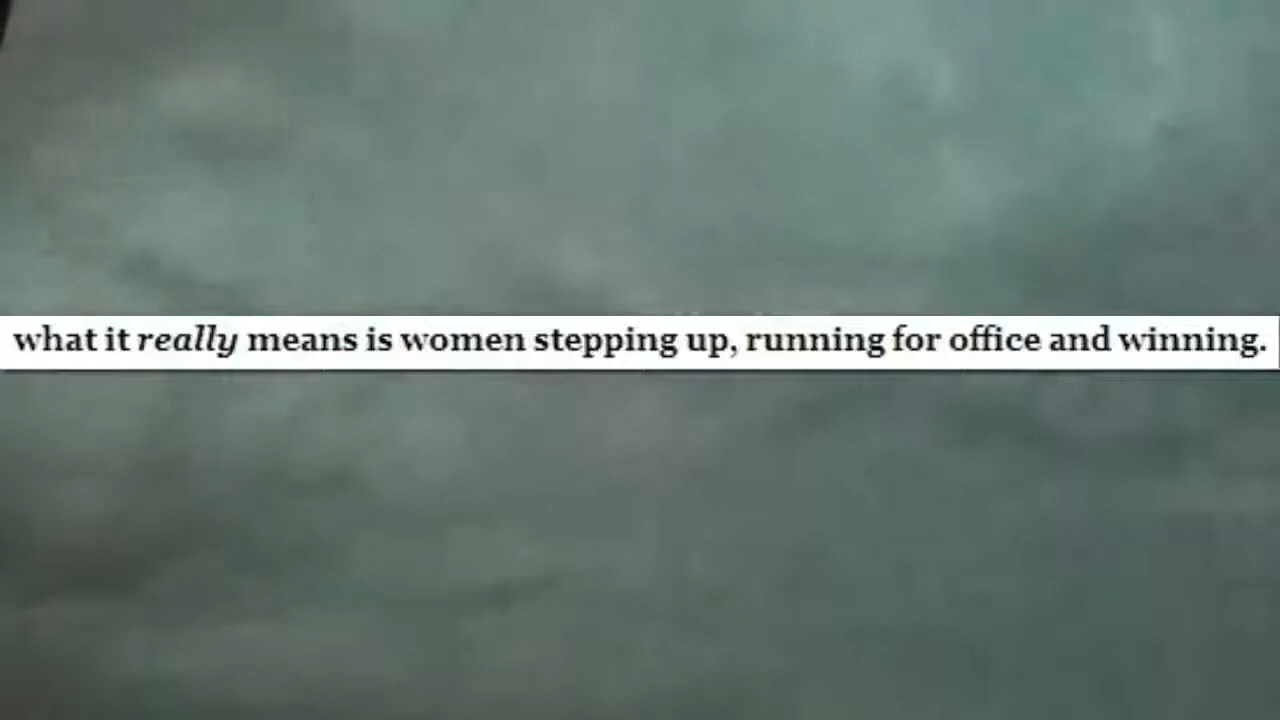 what it really means is women stepping up, running for office and winning.